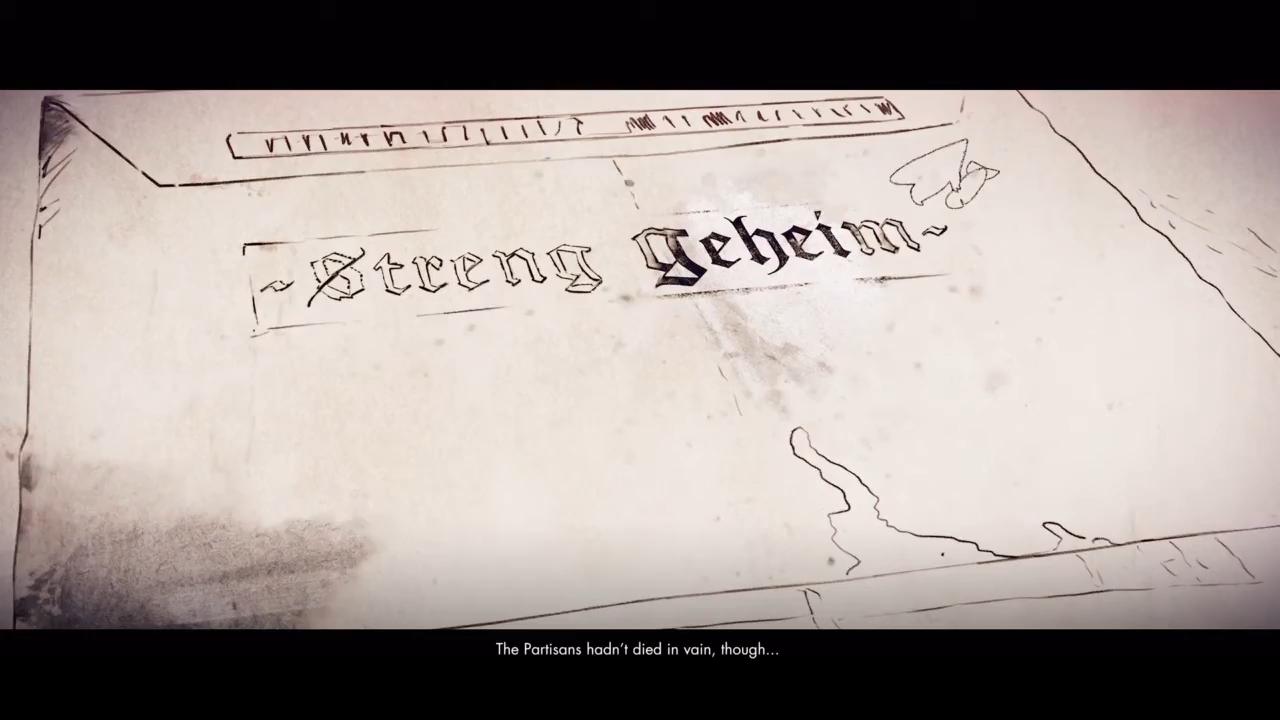 ~Streng geheim~
The Partisans hadn't died in vain, though...